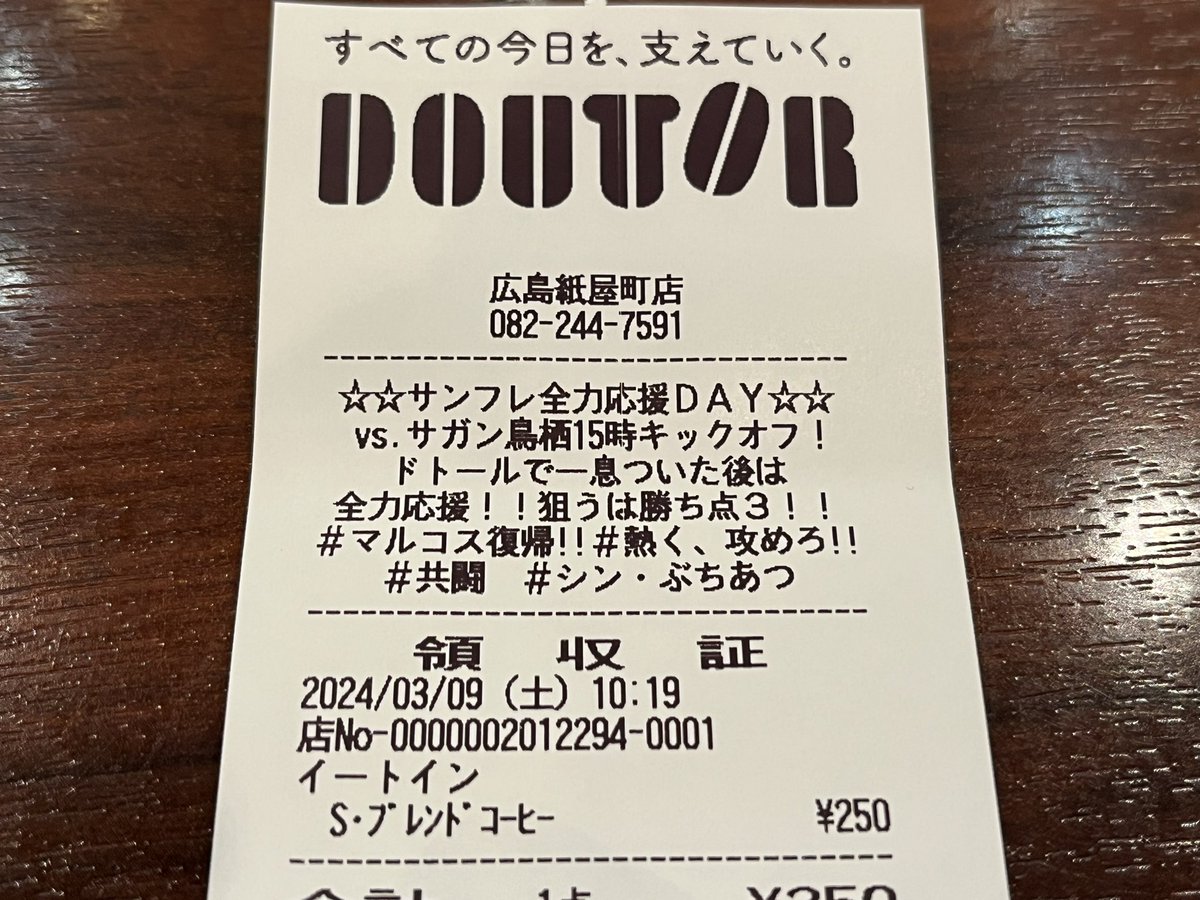 すべての今日を、支えていく。
DOUTOR
広島紙屋町店
082-244-7591
☆☆サンフレ全力応援DAY☆☆
vs.サガン鳥栖15時キックオフ！
ドトールで一息ついた後は
全力応援！！狙うは勝ち点３！！
＃マルコス復帰!!＃熱く、攻めろ!!
＃共闘　＃シン・ぶちあつ
領　収　証
2024/03/09 (土) 10:19
店No-0000002012294-0001
イートイン
S・ﾌﾞﾚﾝﾄﾞｺｰﾋｰ ¥250
合計 1点 ¥250